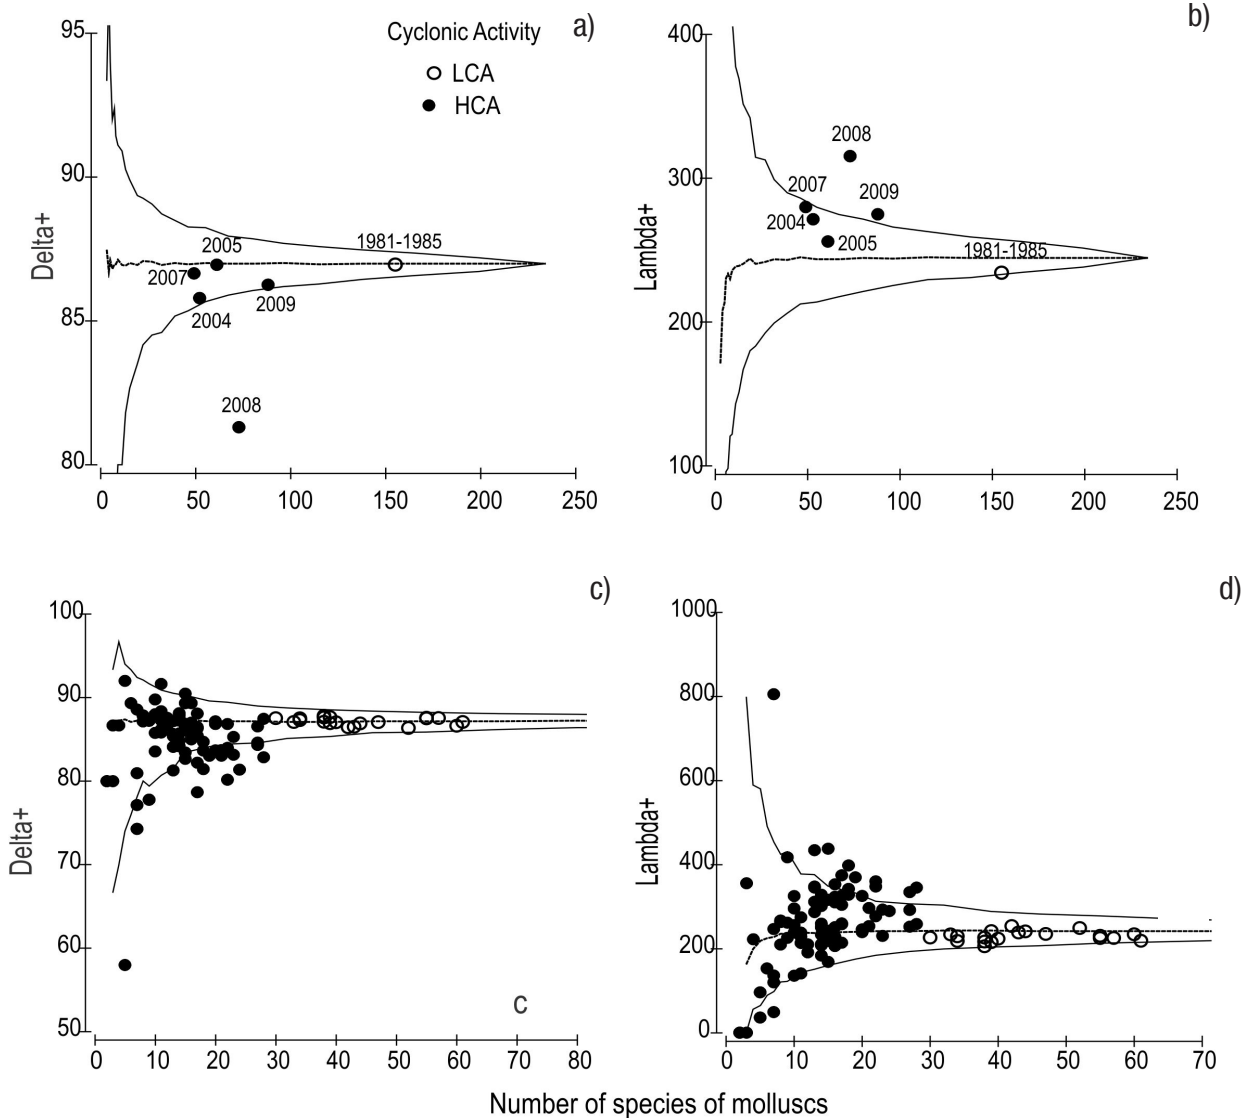 a)
Cyclonic Activity
LCA
HCA
95
90
85
80
Delta+
2005
1981-1985
2007
2004
2009
2008
0 50 100 150 200 250
b)
400
300
200
100
Lambda+
2008
2007
2009
2004
2005
1981-1985
0 50 100 150 200 250
c)
100
90
80
70
60
50
Delta+
c
0 10 20 30 40 50 60 70 80
d)
1000
800
600
400
200
0
Lambda+
0 10 20 30 40 50 60 70
Number of species of molluscs